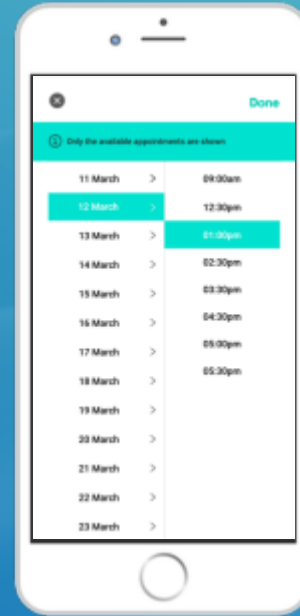 Done
Only the available appointments are shown
11 March
09:00am
12 March
12:30pm
13 March
01:00pm
14 March
02:30pm
15 March
03:30pm
16 March
04:30pm
17 March
05:00pm
18 March
05:30pm
19 March
20 March
21 March
22 March
23 March